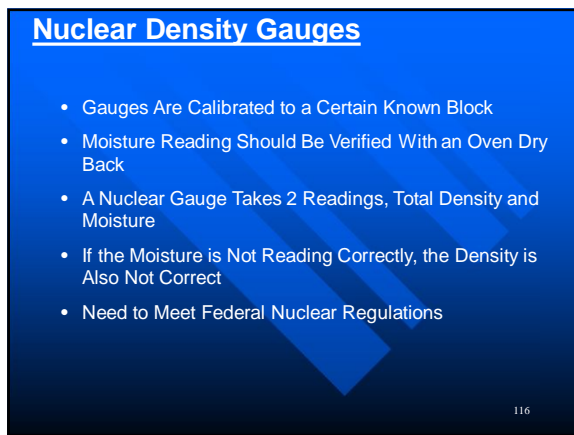 Nuclear Density Gauges
• Gauges Are Calibrated to a Certain Known Block
• Moisture Reading Should Be Verified With an Oven Dry
Back
• A Nuclear Gauge Takes 2 Readings, Total Density and
Moisture
• If the Moisture is Not Reading Correctly, the Density is
Also Not Correct
• Need to Meet Federal Nuclear Regulations
116